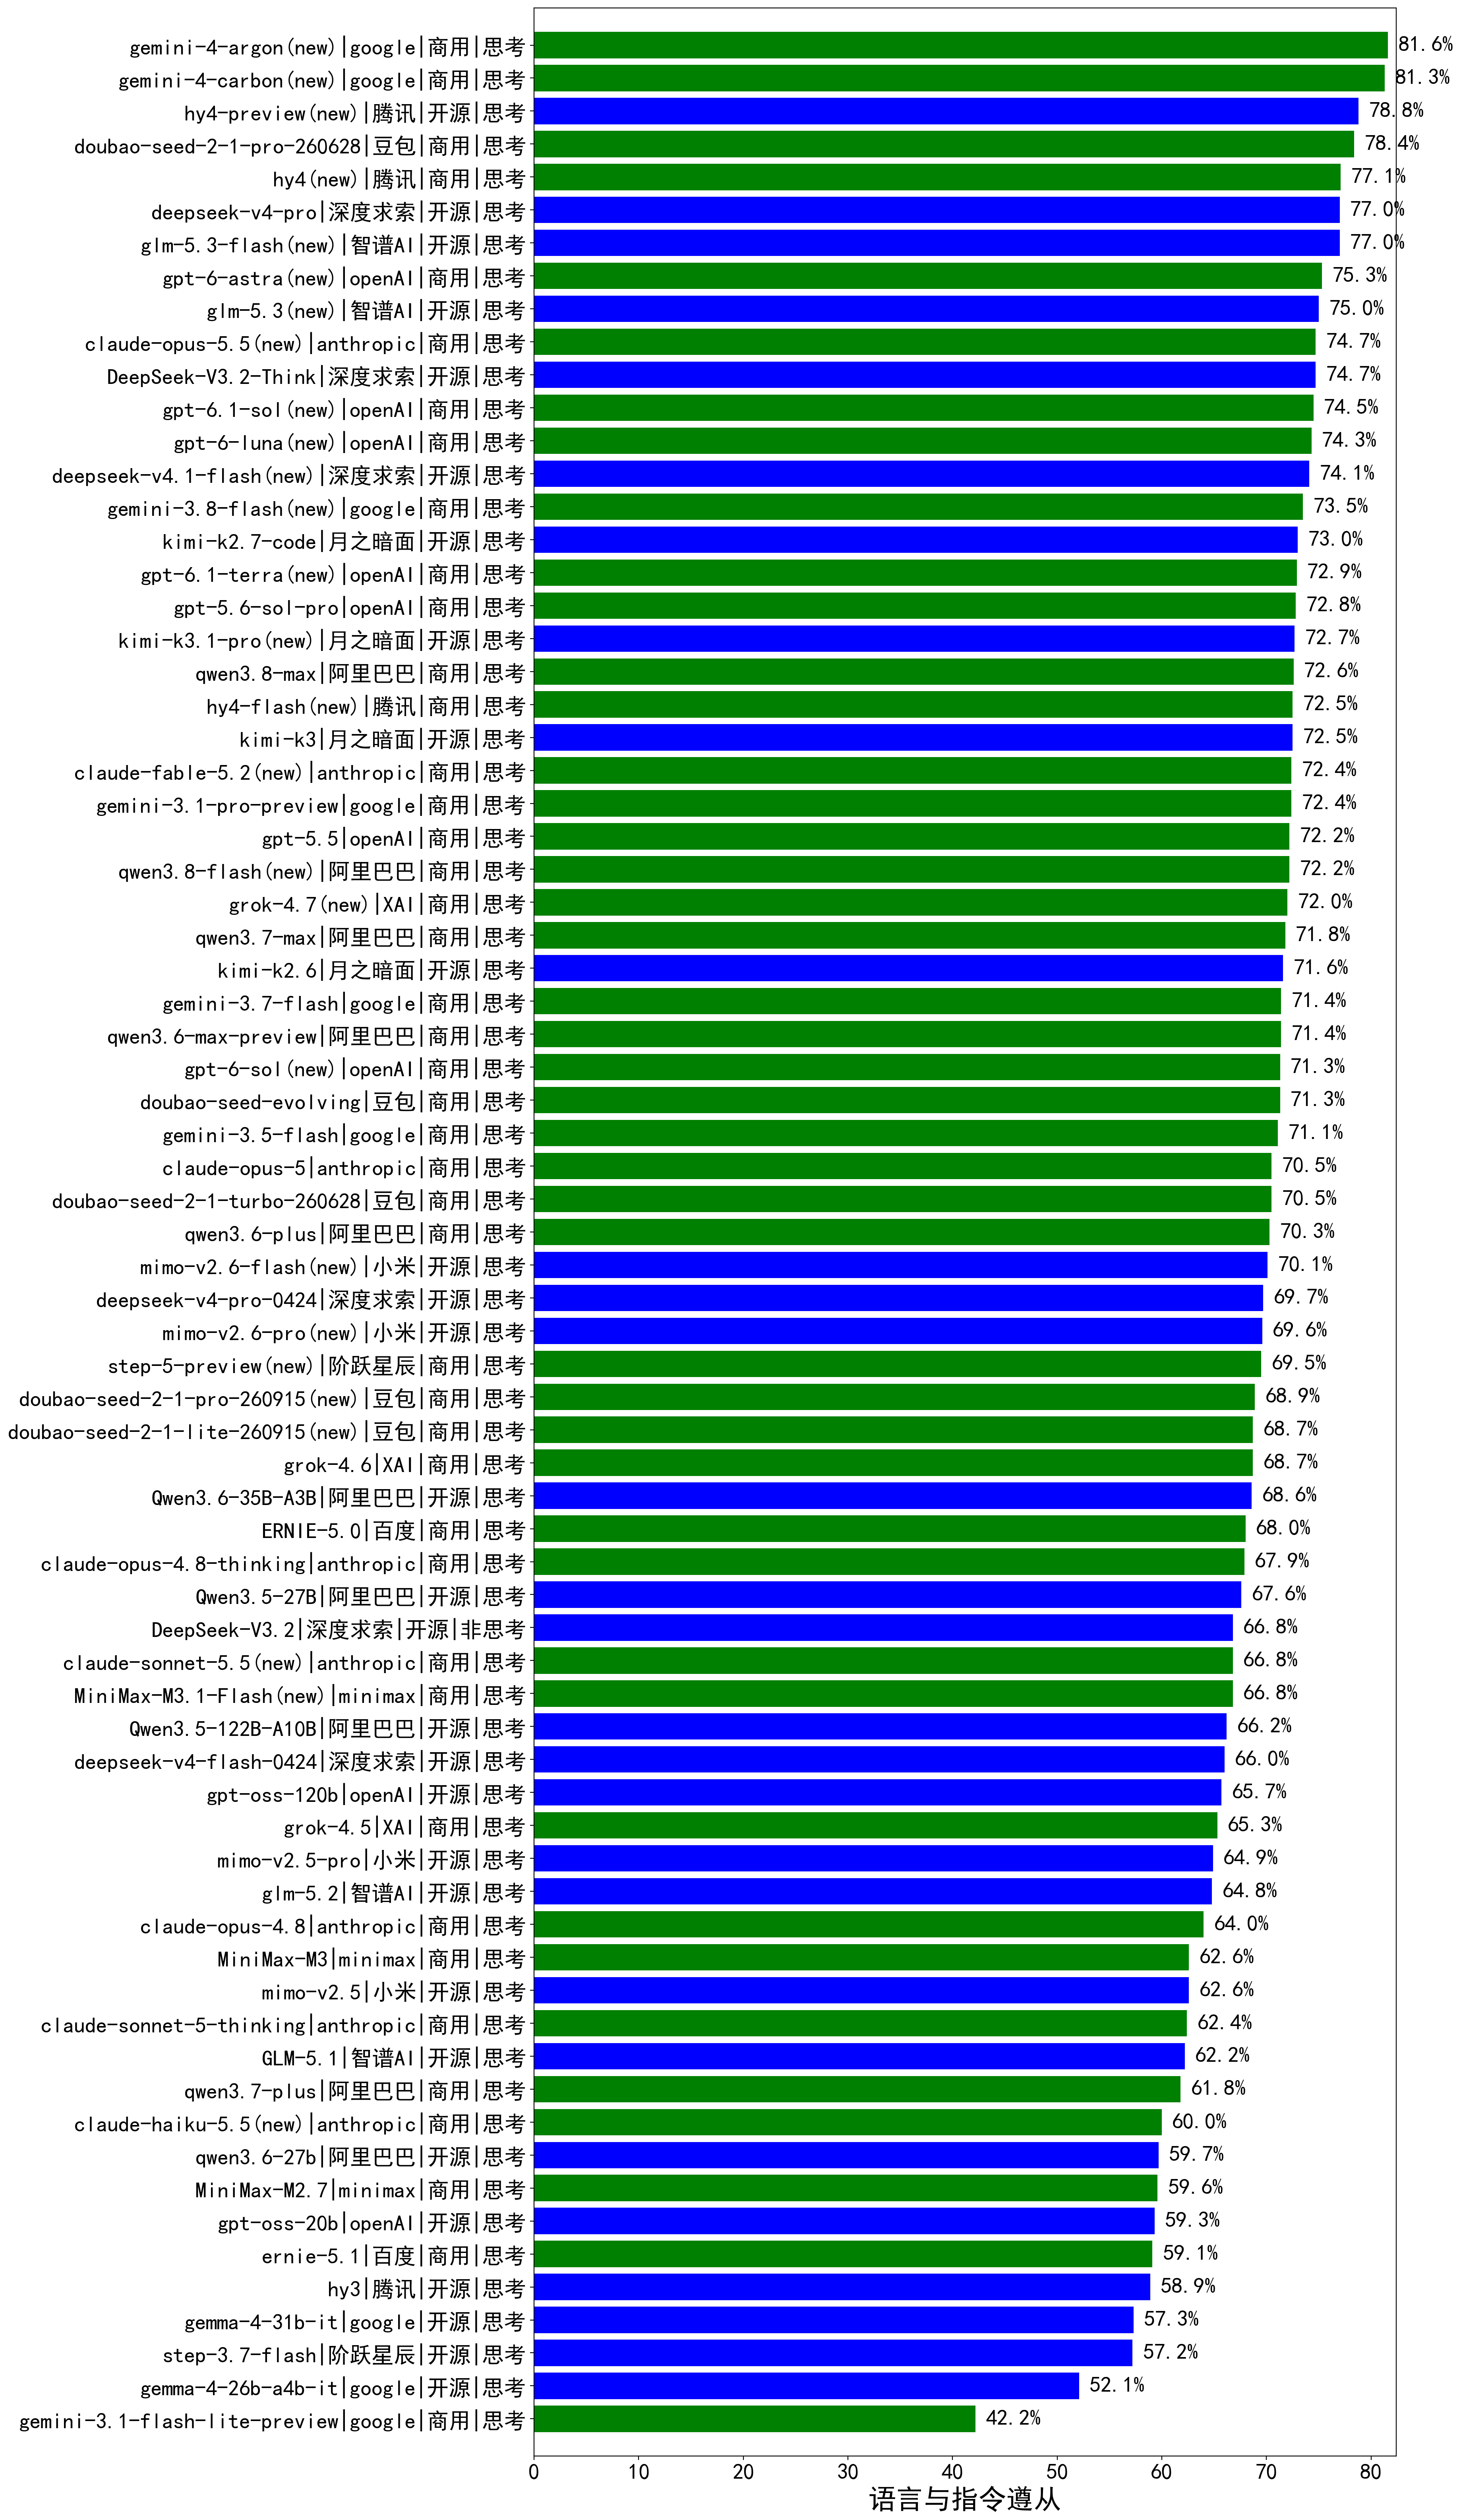 gemini-4-argon(new)|google|商用|思考 81.6%
gemini-4-carbon(new)|google|商用|思考 81.3%
hy4-preview(new)|腾讯|开源|思考 78.8%
doubao-seed-2-1-pro-260628|豆包|商用|思考 78.4%
hy4(new)|腾讯|商用|思考 77.1%
deepseek-v4-pro|深度求索|开源|思考 77.0%
glm-5.3-flash(new)|智谱AI|开源|思考 77.0%
gpt-6-astra(new)|openAI|商用|思考 75.3%
glm-5.3(new)|智谱AI|开源|思考 75.0%
claude-opus-5.5(new)|anthropic|商用|思考 74.7%
DeepSeek-V3.2-Think|深度求索|开源|思考 74.7%
gpt-6.1-sol(new)|openAI|商用|思考 74.5%
gpt-6-luna(new)|openAI|商用|思考 74.3%
deepseek-v4.1-flash(new)|深度求索|开源|思考 74.1%
gemini-3.8-flash(new)|google|商用|思考 73.5%
kimi-k2.7-code|月之暗面|开源|思考 73.0%
gpt-6.1-terra(new)|openAI|商用|思考 72.9%
gpt-5.6-sol-pro|openAI|商用|思考 72.8%
kimi-k3.1-pro(new)|月之暗面|开源|思考 72.7%
qwen3.8-max|阿里巴巴|商用|思考 72.6%
hy4-flash(new)|腾讯|商用|思考 72.5%
kimi-k3|月之暗面|开源|思考 72.5%
claude-fable-5.2(new)|anthropic|商用|思考 72.4%
gemini-3.1-pro-preview|google|商用|思考 72.4%
gpt-5.5|openAI|商用|思考 72.2%
qwen3.8-flash(new)|阿里巴巴|商用|思考 72.2%
grok-4.7(new)|XAI|商用|思考 72.0%
qwen3.7-max|阿里巴巴|商用|思考 71.8%
kimi-k2.6|月之暗面|开源|思考 71.6%
gemini-3.7-flash|google|商用|思考 71.4%
qwen3.6-max-preview|阿里巴巴|商用|思考 71.4%
gpt-6-sol(new)|openAI|商用|思考 71.3%
doubao-seed-evolving|豆包|商用|思考 71.3%
gemini-3.5-flash|google|商用|思考 71.1%
claude-opus-5|anthropic|商用|思考 70.5%
doubao-seed-2-1-turbo-260628|豆包|商用|思考 70.5%
qwen3.6-plus|阿里巴巴|商用|思考 70.3%
mimo-v2.6-flash(new)|小米|开源|思考 70.1%
deepseek-v4-pro-0424|深度求索|开源|思考 69.7%
mimo-v2.6-pro(new)|小米|开源|思考 69.6%
step-5-preview(new)|阶跃星辰|商用|思考 69.5%
doubao-seed-2-1-pro-260915(new)|豆包|商用|思考 68.9%
doubao-seed-2-1-lite-260915(new)|豆包|商用|思考 68.7%
grok-4.6|XAI|商用|思考 68.7%
Qwen3.6-35B-A3B|阿里巴巴|开源|思考 68.6%
ERNIE-5.0|百度|商用|思考 68.0%
claude-opus-4.8-thinking|anthropic|商用|思考 67.9%
Qwen3.5-27B|阿里巴巴|开源|思考 67.6%
DeepSeek-V3.2|深度求索|开源|非思考 66.8%
claude-sonnet-5.5(new)|anthropic|商用|思考 66.8%
MiniMax-M3.1-Flash(new)|minimax|商用|思考 66.8%
Qwen3.5-122B-A10B|阿里巴巴|开源|思考 66.2%
deepseek-v4-flash-0424|深度求索|开源|思考 66.0%
gpt-oss-120b|openAI|开源|思考 65.7%
grok-4.5|XAI|商用|思考 65.3%
mimo-v2.5-pro|小米|开源|思考 64.9%
glm-5.2|智谱AI|开源|思考 64.8%
claude-opus-4.8|anthropic|商用|思考 64.0%
MiniMax-M3|minimax|商用|思考 62.6%
mimo-v2.5|小米|开源|思考 62.6%
claude-sonnet-5-thinking|anthropic|商用|思考 62.4%
GLM-5.1|智谱AI|开源|思考 62.2%
qwen3.7-plus|阿里巴巴|商用|思考 61.8%
claude-haiku-5.5(new)|anthropic|商用|思考 60.0%
qwen3.6-27b|阿里巴巴|开源|思考 59.7%
MiniMax-M2.7|minimax|商用|思考 59.6%
gpt-oss-20b|openAI|开源|思考 59.3%
ernie-5.1|百度|商用|思考 59.1%
hy3|腾讯|开源|思考 58.9%
gemma-4-31b-it|google|开源|思考 57.3%
step-3.7-flash|阶跃星辰|开源|思考 57.2%
gemma-4-26b-a4b-it|google|开源|思考 52.1%
gemini-3.1-flash-lite-preview|google|商用|思考 42.2%
0 10 20 30 40 50 60 70 80
语言与指令遵从